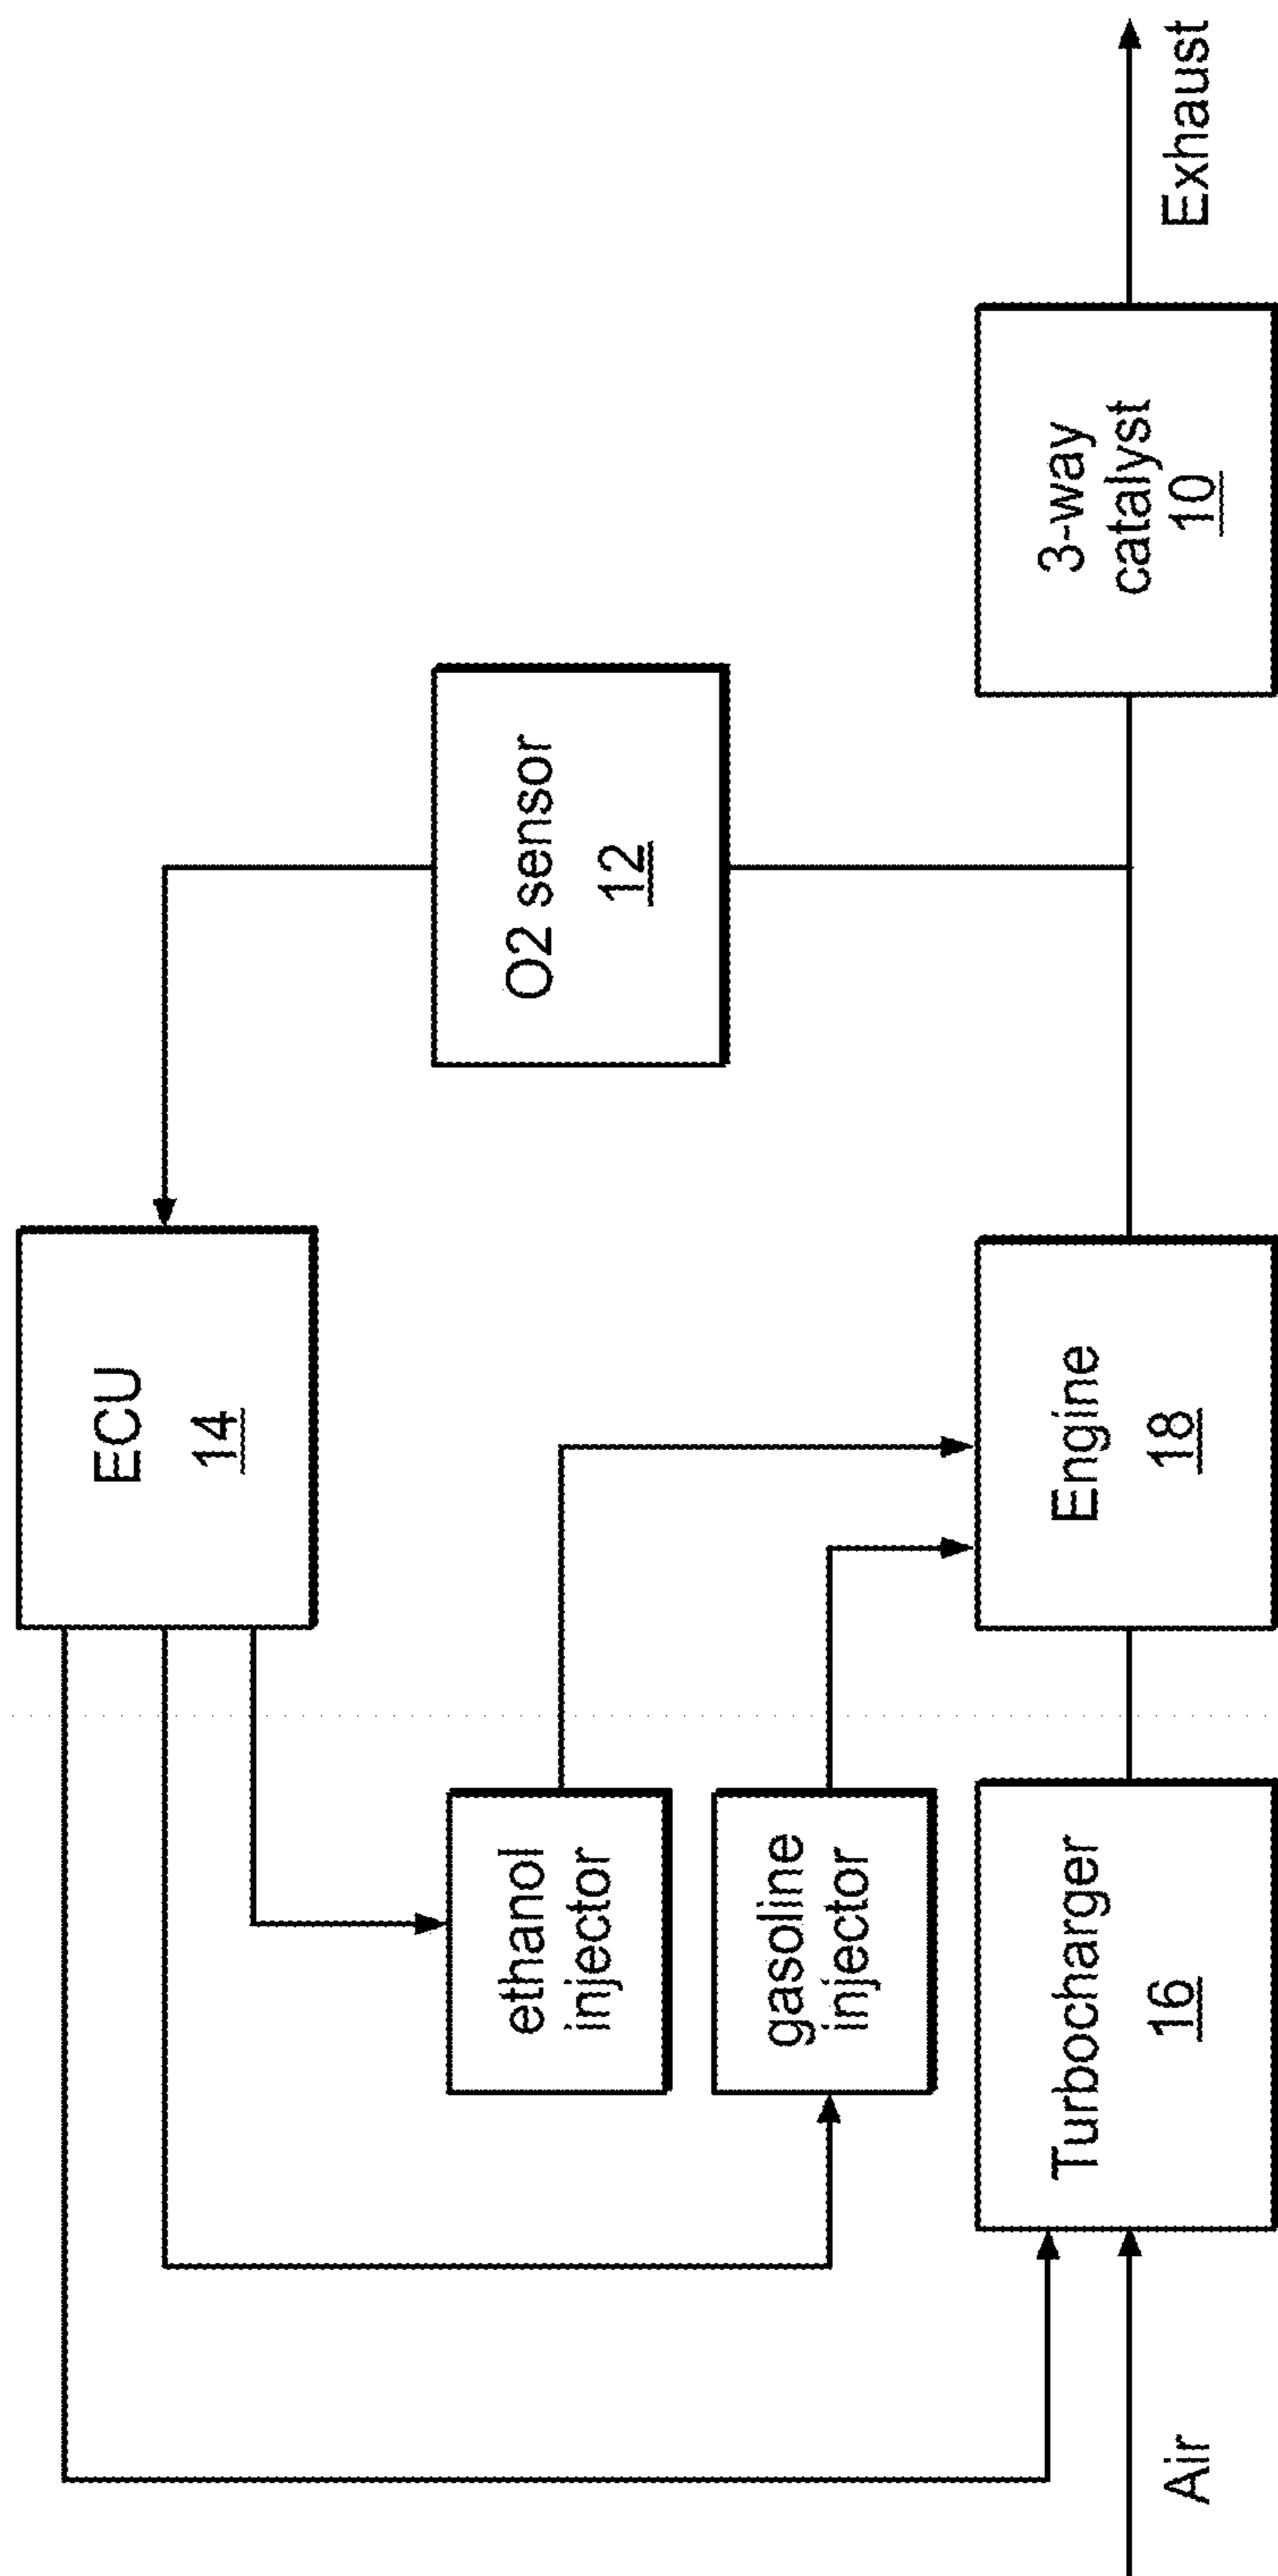 ECU
14
O2 sensor
12
ethanol
injector
gasoline
injector
Turbocharger
16
Engine
18
3-way
catalyst
10
Air
Exhaust